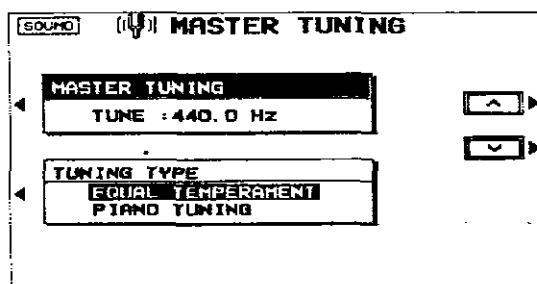 SOUND MASTER TUNING
MASTER TUNING
TUNE :440.0 Hz
TUNING TYPE
EQUAL TEMPERAMENT
PIANO TUNING